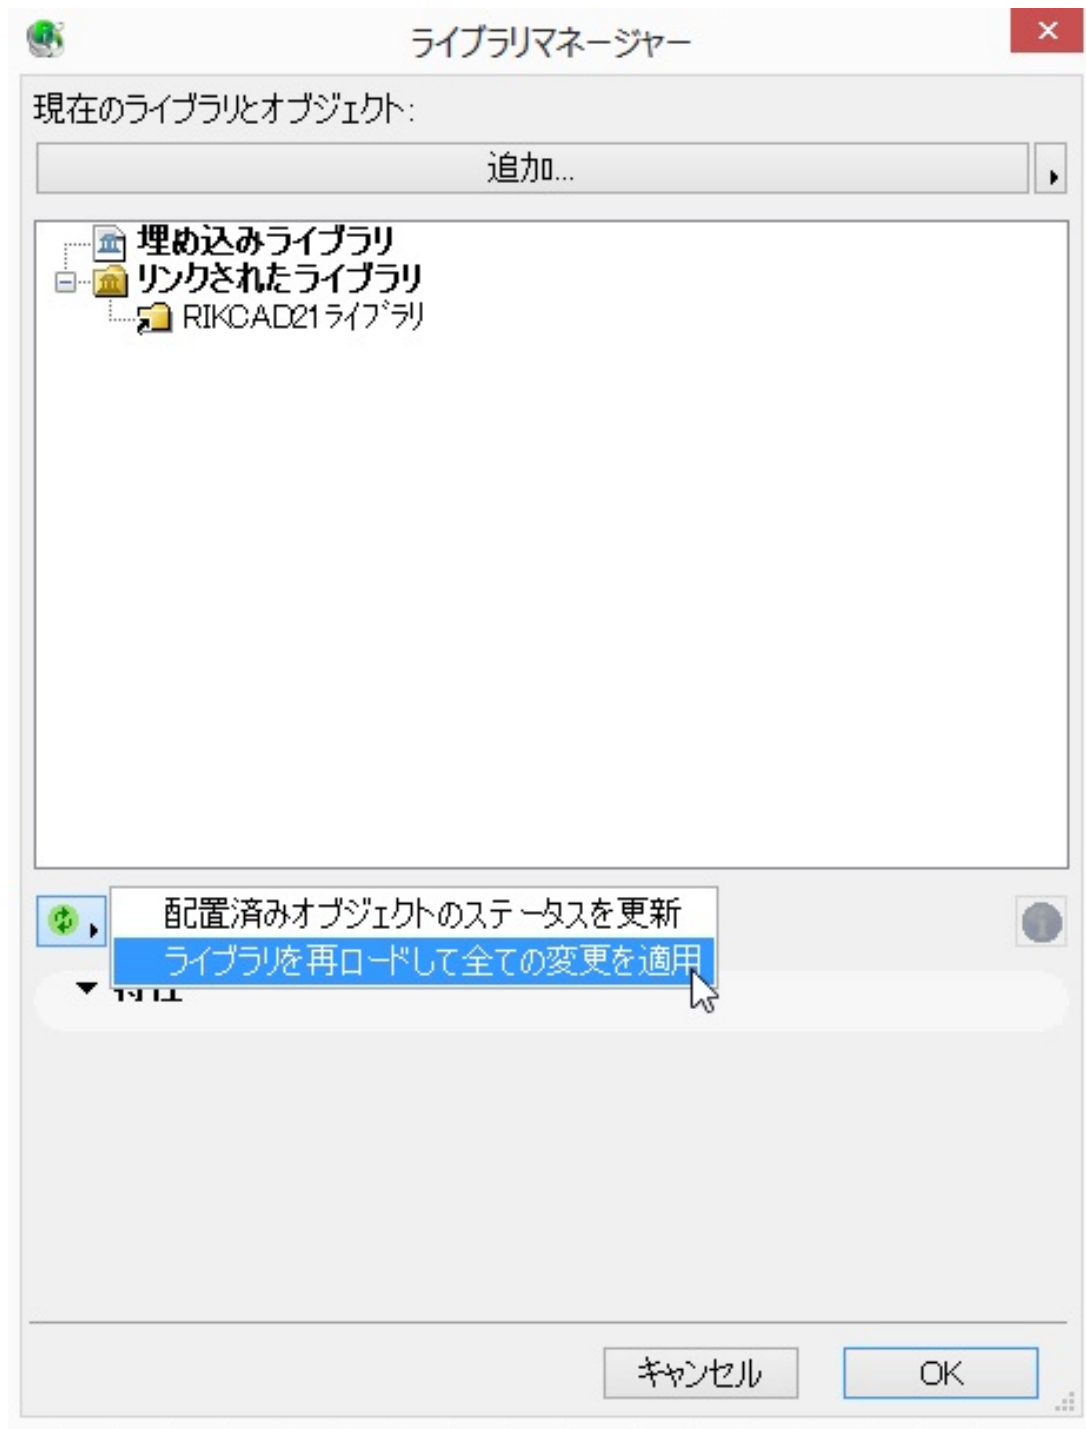 ライブラリマネージャー
現在のライブラリとオブジェクト:
追加...
埋め込みライブラリ
リンクされたライブラリ
RIKCAD21ライブラリ
配置済みオブジェクトのステータスを更新
ライブラリを再ロードして全ての変更を適用
キャンセル
OK